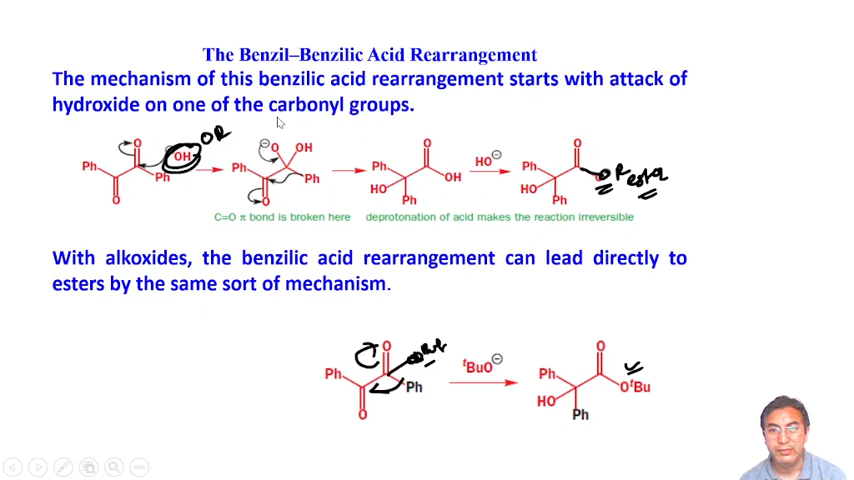 The Benzil–Benzilic Acid Rearrangement
The mechanism of this benzilic acid rearrangement starts with attack of
hydroxide on one of the carbonyl groups.
O OH OR ⊖O OH O HO⊖ O
Ph Ph Ph Ph Ph OH Ph OR ester
O O HO Ph HO Ph
C=O π bond is broken here deprotonation of acid makes the reaction irreversible
With alkoxides, the benzilic acid rearrangement can lead directly to
esters by the same sort of mechanism.
O tBuO⊖ O
Ph Ph Ph OtBu
O HO Ph